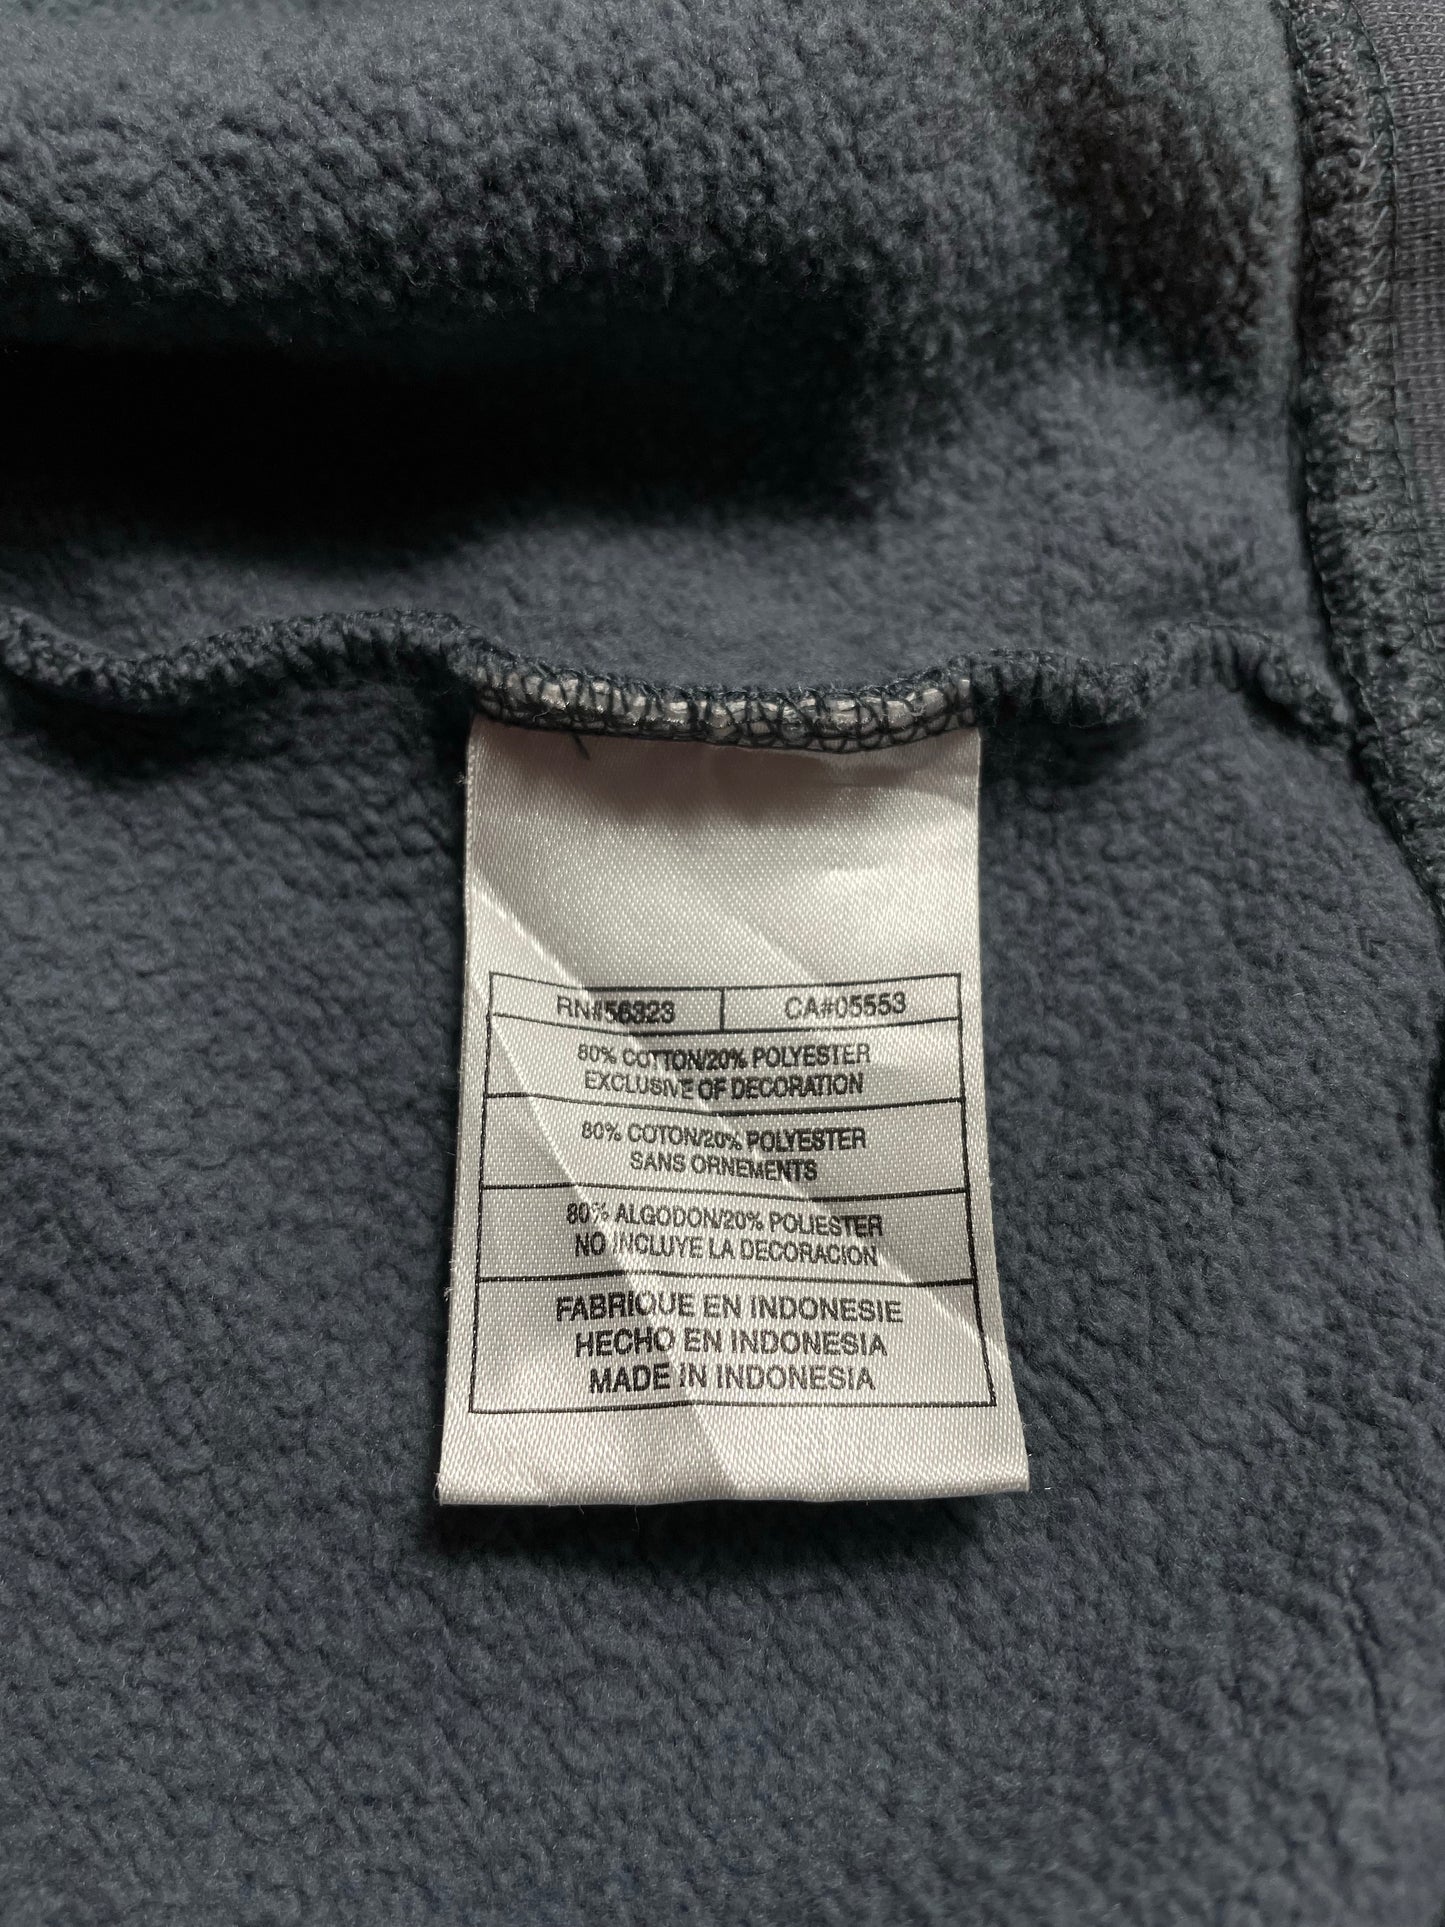 RN#56323 CA#05553
80% COTTON/20% POLYESTER
EXCLUSIVE OF DECORATION
80% COTON/20% POLYESTER
SANS ORNEMENTS
80% ALGODON/20% POLIESTER
NO INCLUYE LA DECORACION
FABRIQUE EN INDONESIE
HECHO EN INDONESIA
MADE IN INDONESIA